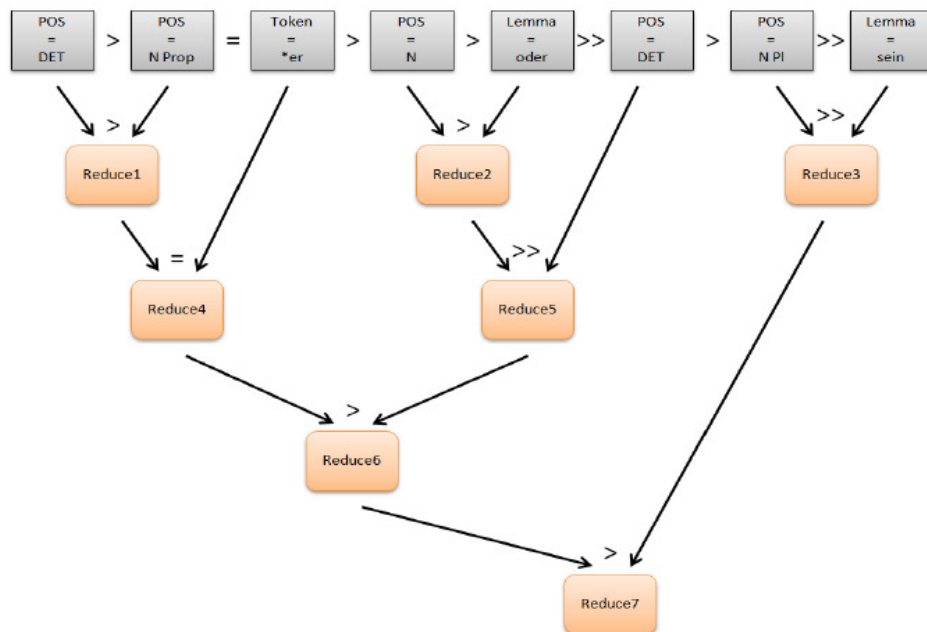 POS > POS = Token > POS > Lemma >> POS > POS >> Lemma
= = = = = = = =
DET N Prop *er N oder DET N Pl sein
> > >>
Reduce1 Reduce2 Reduce3
= >>
Reduce4 Reduce5
>
Reduce6
>
Reduce7